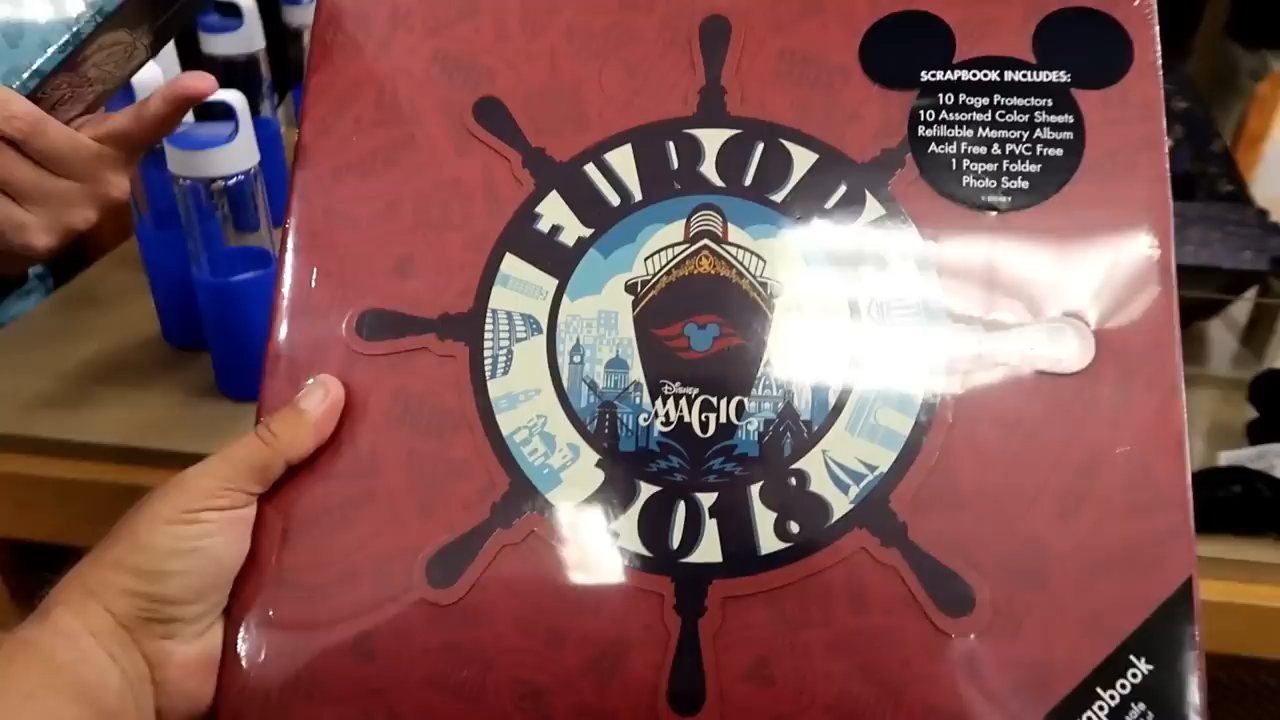 SCRAPBOOK INCLUDES:
10 Page Protectors
10 Assorted Color Sheets
Refillable Memory Album
Acid Free & PVC Free
1 Paper Folder
Photo Safe
© DISNEY
EUROPE
Disney
MAGIC
2018